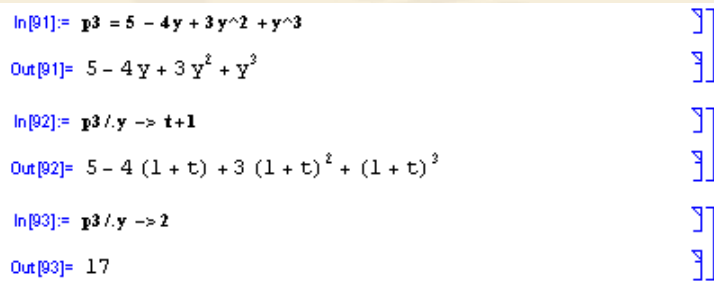 In[91]:= p3 = 5 - 4y + 3y^2 + y^3
Out[91]= 5 - 4 y + 3 y² + y³
In[92]:= p3 /. y -> t+1
Out[92]= 5 - 4 (1 + t) + 3 (1 + t)² + (1 + t)³
In[93]:= p3 /. y -> 2
Out[93]= 17